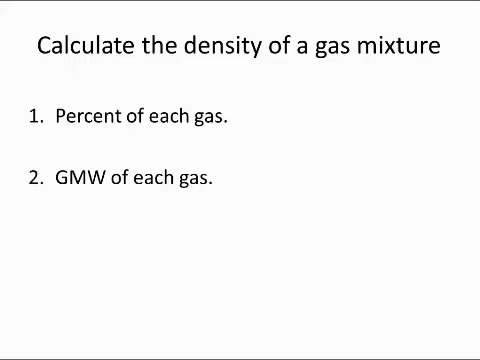 Calculate the density of a gas mixture
1. Percent of each gas.
2. GMW of each gas.